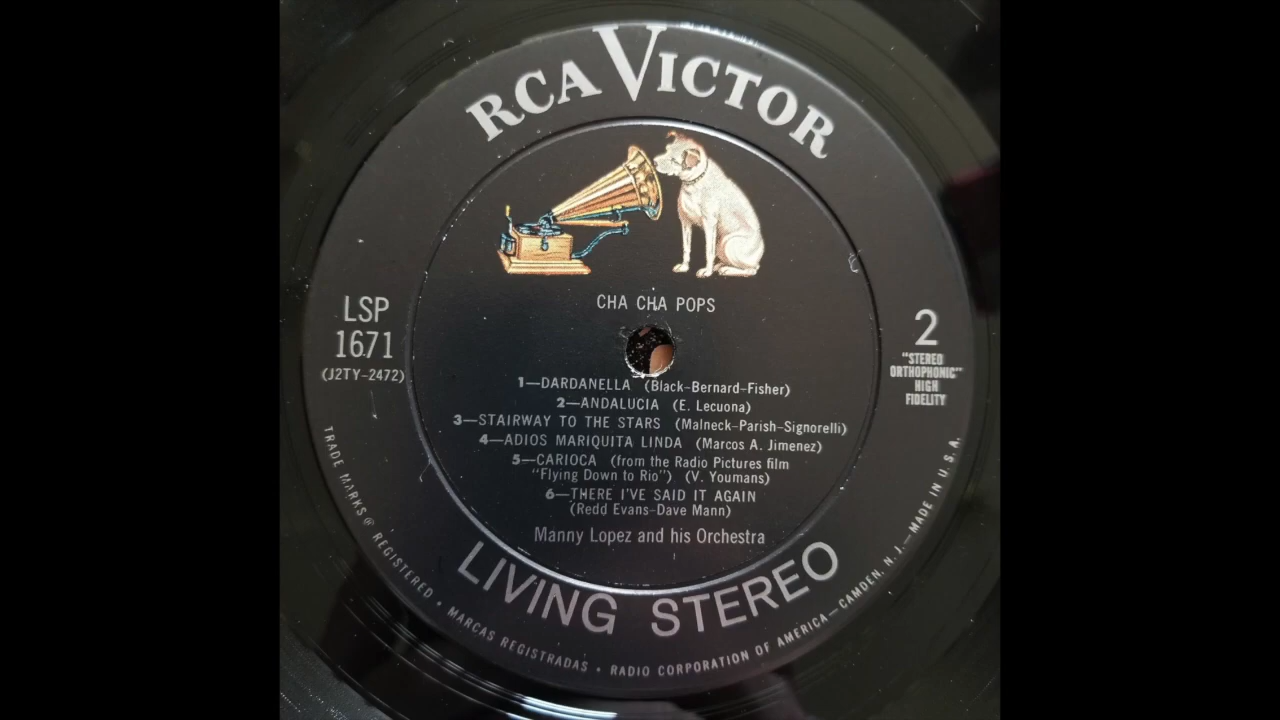 RCA VICTOR
CHA CHA POPS
LSP
1671
(J2TY-2472)
2
"STEREO
ORTHOPHONIC"
HIGH
FIDELITY
1—DARDANELLA (Black-Bernard-Fisher)
2—ANDALUCIA (E. Lecuona)
3—STAIRWAY TO THE STARS (Malneck-Parish-Signorelli)
4—ADIOS MARIQUITA LINDA (Marcos A. Jimenez)
5—CARIOCA (from the Radio Pictures film
"Flying Down to Rio") (V. Youmans)
6—THERE I'VE SAID IT AGAIN
(Redd Evans-Dave Mann)
Manny Lopez and his Orchestra
LIVING STEREO
TRADE MARKS ® REGISTERED • MARCAS REGISTRADAS • RADIO CORPORATION OF AMERICA—CAMDEN, N. J.—MADE IN U. S. A.